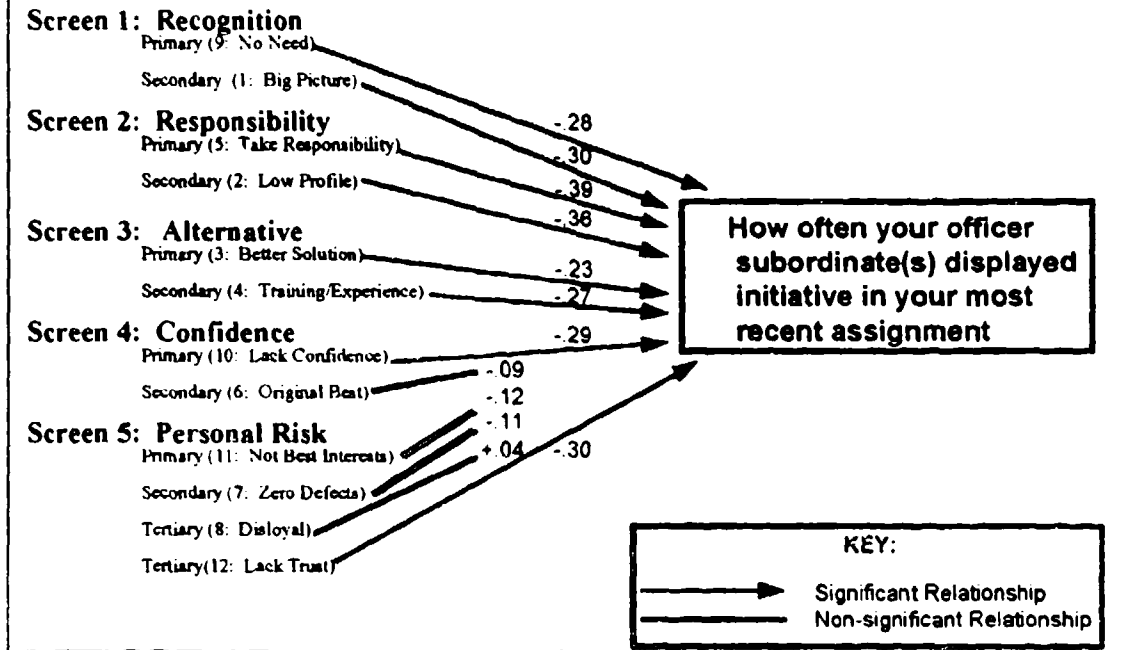 Screen 1: Recognition
Primary (9: No Need)
Secondary (1: Big Picture)
Screen 2: Responsibility
Primary (5: Take Responsibility)
Secondary (2: Low Profile)
Screen 3: Alternative
Primary (3: Better Solution)
Secondary (4: Training/Experience)
Screen 4: Confidence
Primary (10: Lack Confidence)
Secondary (6: Original Best)
Screen 5: Personal Risk
Primary (11: Not Best Interests)
Secondary (7: Zero Defects)
Tertiary (8: Disloyal)
Tertiary(12: Lack Trust)
-.28
-.30
-.39
-.36
-.23
-.27
-.29
-.09
-.12
-.11
+.04
-.30
How often your officer
subordinate(s) displayed
initiative in your most
recent assignment
KEY:
Significant Relationship
Non-significant Relationship